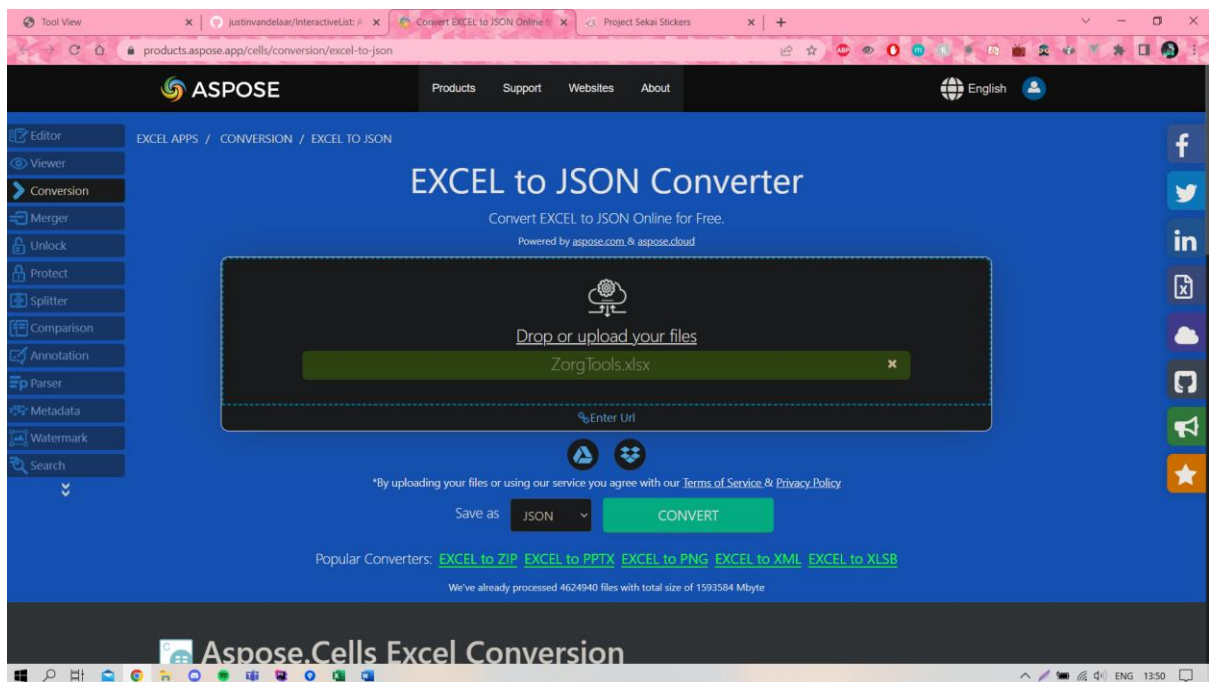 Tool View
justinvandelaar/InteractiveList: A
Convert EXCEL to JSON Online
Project Sekai Stickers
products.aspose.app/cells/conversion/excel-to-json
ABP
ASPOSE
Products Support Websites About
English
Editor
Viewer
Conversion
Merger
Unlock
Protect
Splitter
Comparison
Annotation
Parser
Metadata
Watermark
Search
EXCEL APPS / CONVERSION / EXCEL TO JSON
EXCEL to JSON Converter
Convert EXCEL to JSON Online for Free.
Powered by aspose.com & aspose.cloud
Drop or upload your files
ZorgTools.xlsx
Enter Url
*By uploading your files or using our service you agree with our Terms of Service & Privacy Policy
Save as JSON CONVERT
Popular Converters: EXCEL to ZIP EXCEL to PPTX EXCEL to PNG EXCEL to XML EXCEL to XLSB
We've already processed 4624940 files with total size of 1593584 Mbyte
Aspose.Cells Excel Conversion
ENG 13:50